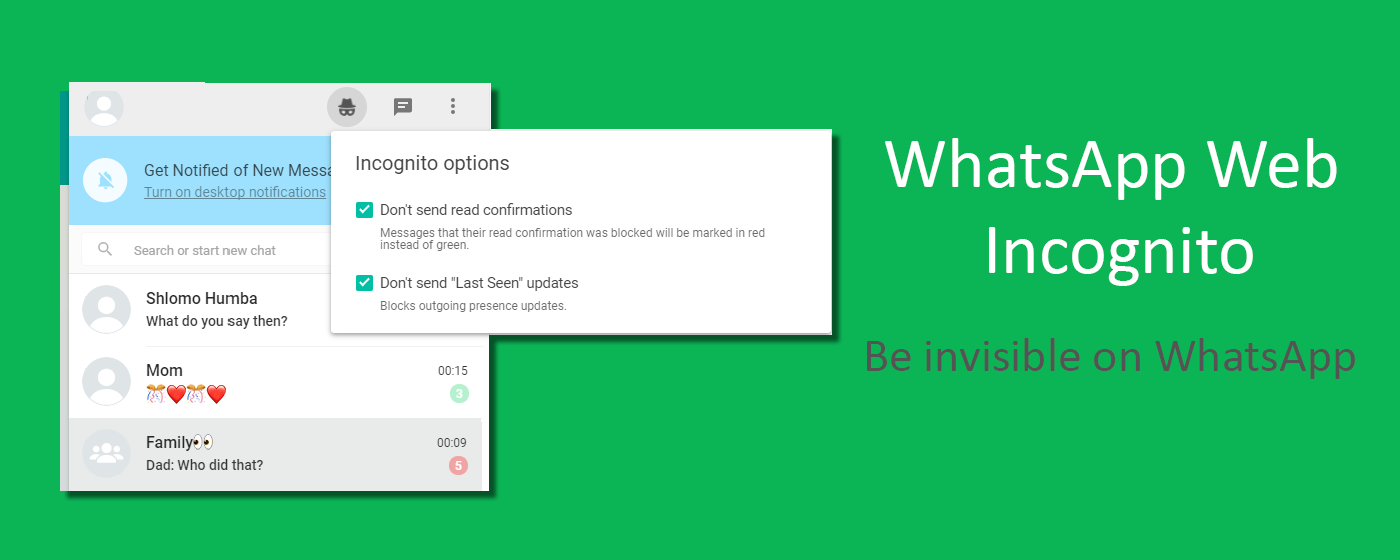 Get Notified of New Messa
Turn on desktop notifications
Search or start new chat
Shlomo Humba
What do you say then?
Mom
00:15
🎊❤️🎊❤️
3
Family👀
00:09
Dad: Who did that?
5
Incognito options
Don't send read confirmations
Messages that their read confirmation was blocked will be marked in red
instead of green.
Don't send "Last Seen" updates
Blocks outgoing presence updates.
WhatsApp Web
Incognito
Be invisible on WhatsApp